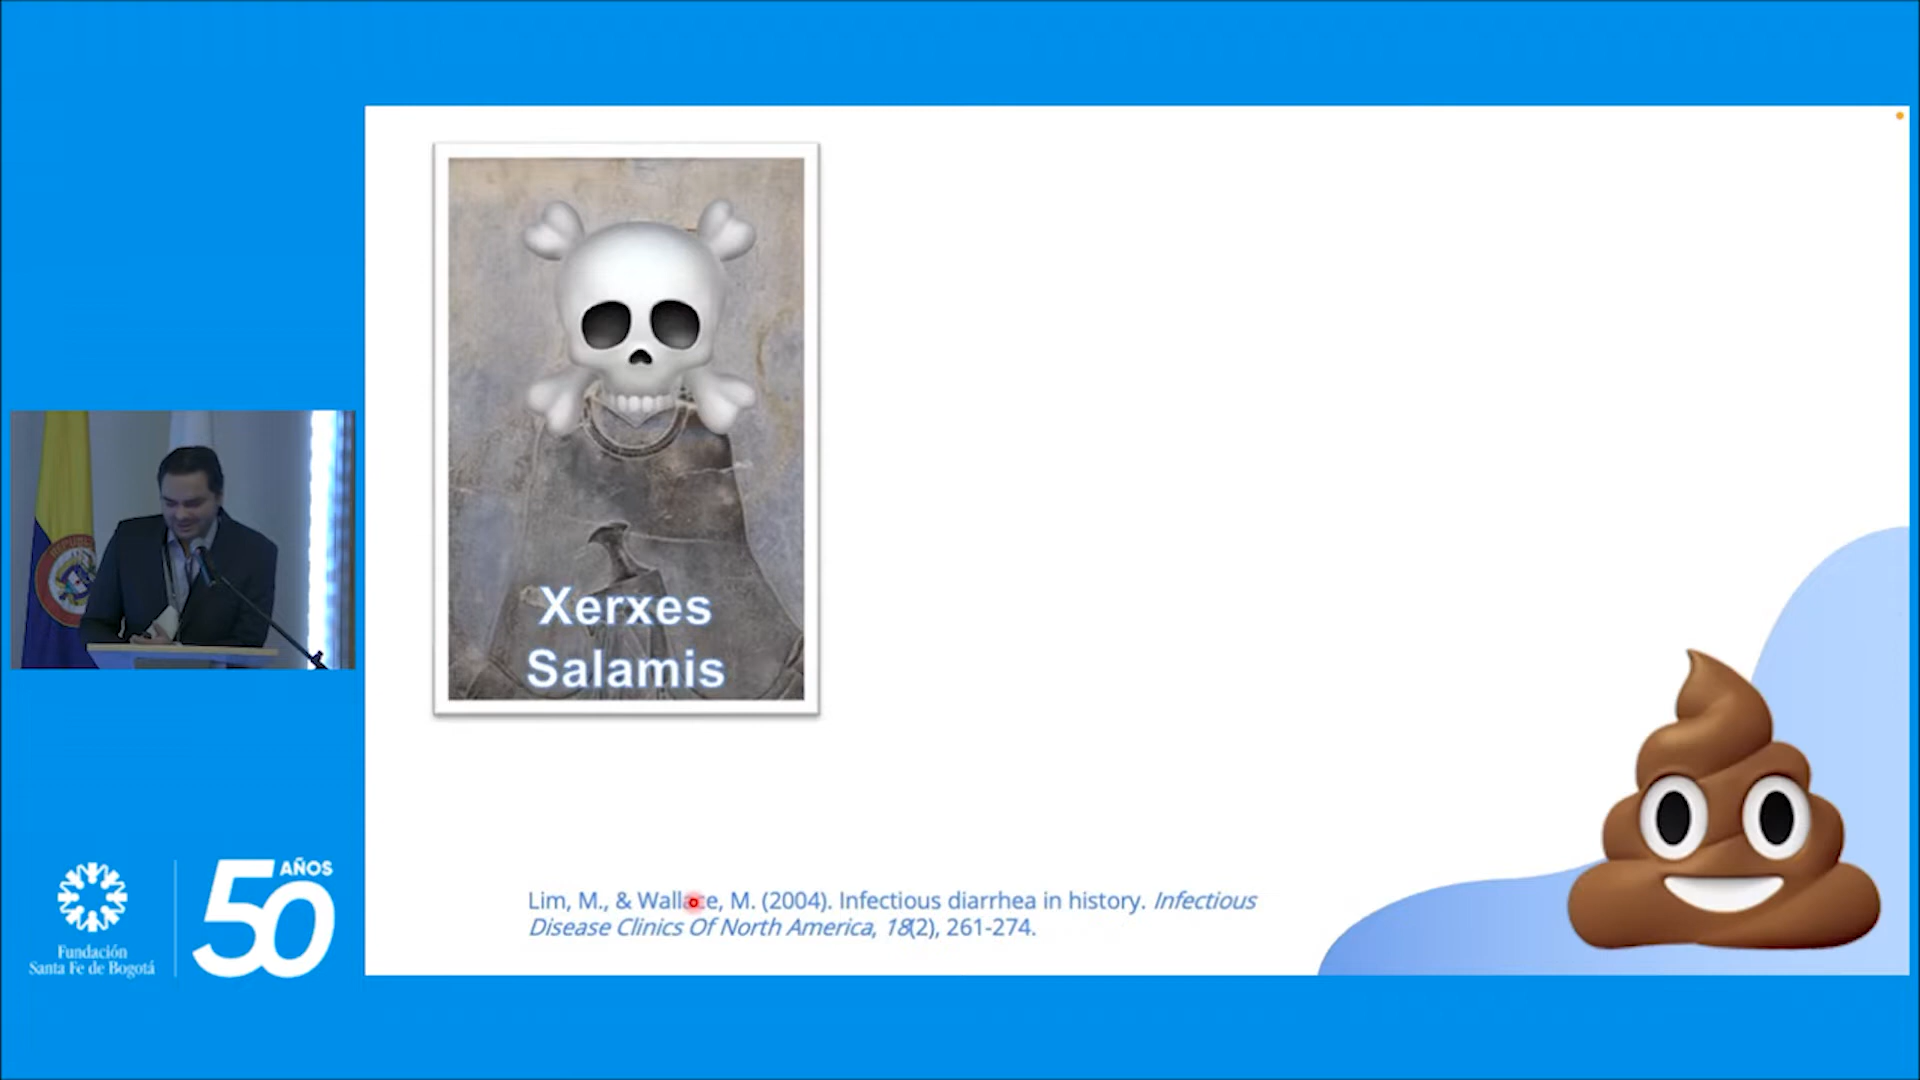 Xerxes
Salamis
REPUBLI
Lim, M., & Wallace, M. (2004). Infectious diarrhea in history. Infectious
Disease Clinics Of North America, 18(2), 261-274.
50 AÑOS
Fundación
Santa Fe de Bogotá